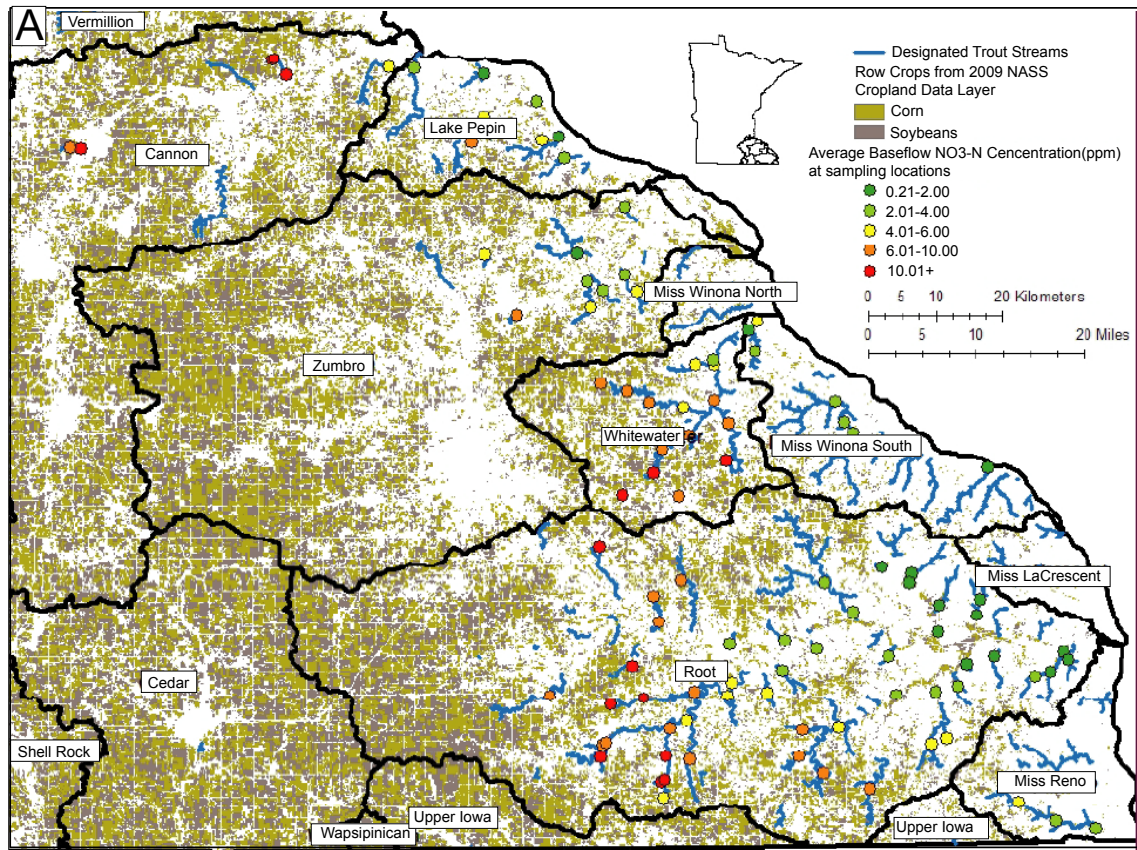 A
Vermillion
Designated Trout Streams
Row Crops from 2009 NASS
Cropland Data Layer
Corn
Soybeans
Average Baseflow NO3-N Cencentration(ppm)
at sampling locations
0.21-2.00
2.01-4.00
4.01-6.00
6.01-10.00
10.01+
0 5 10 20 Kilometers
0 5 10 20 Miles
Lake Pepin
Cannon
Miss Winona North
Zumbro
Whitewater er
Miss Winona South
Miss LaCrescent
Root
Cedar
Shell Rock
Miss Reno
Upper Iowa
Wapsipinican
Upper Iowa